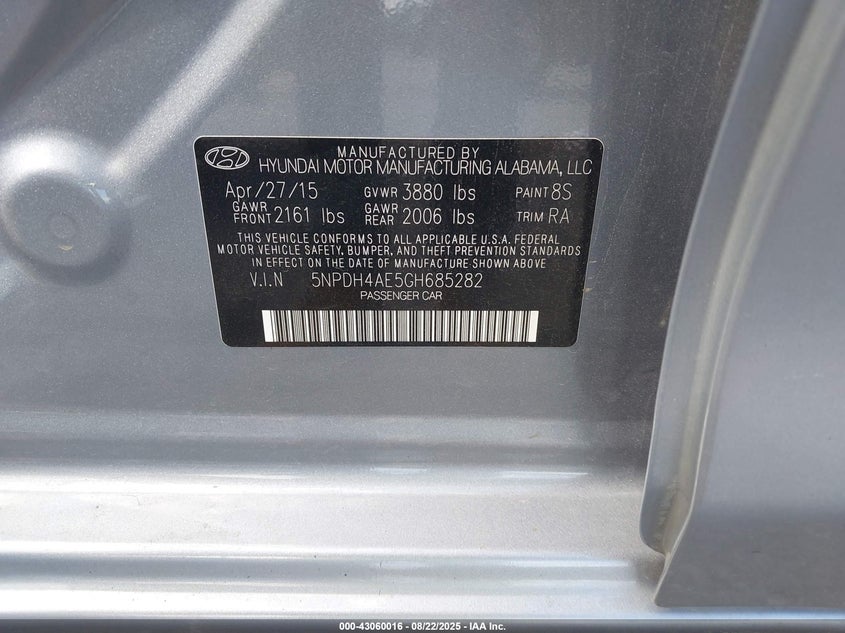 MANUFACTURED BY
HYUNDAI MOTOR MANUFACTURING ALABAMA, LLC
Apr/27/15 GVWR 3880 lbs PAINT 8S
GAWR FRONT 2161 lbs GAWR REAR 2006 lbs TRIM RA
THIS VEHICLE CONFORMS TO ALL APPLICABLE U.S.A. FEDERAL
MOTOR VEHICLE SAFETY, BUMPER, AND THEFT PREVENTION STANDARDS
IN EFFECT ON THE DATE OF MANUFACTURE SHOWN ABOVE
V.I.N 5NPDH4AE5GH685282
PASSENGER CAR
000-43060016 - 08/22/2025 - IAA Inc.